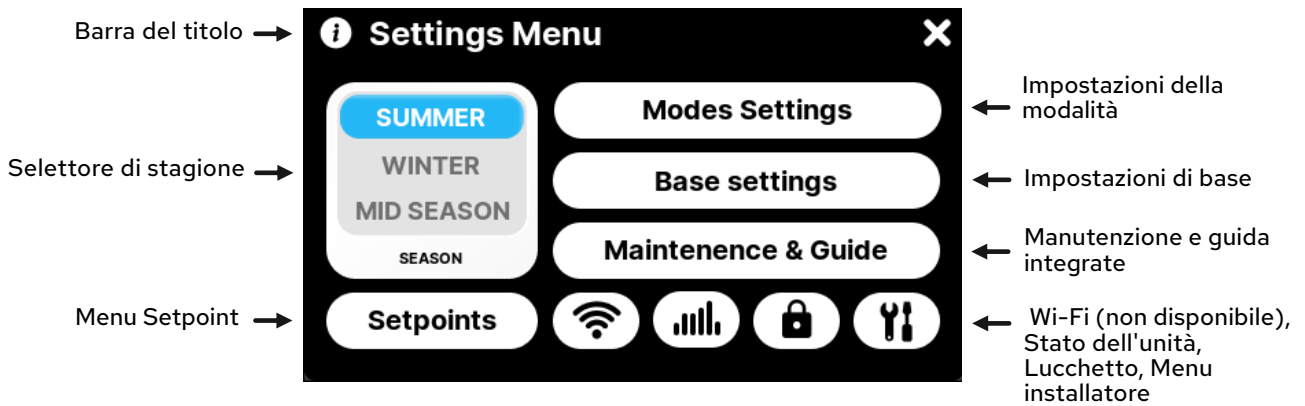 Barra del titolo
Settings Menu
Selettore di stagione
SUMMER
WINTER
MID SEASON
SEASON
Modes Settings
Impostazioni della
modalità
Base settings
Impostazioni di base
Maintenence & Guide
Manutenzione e guida
integrate
Menu Setpoint
Setpoints
Wi-Fi (non disponibile),
Stato dell'unità,
Lucchetto, Menu
installatore